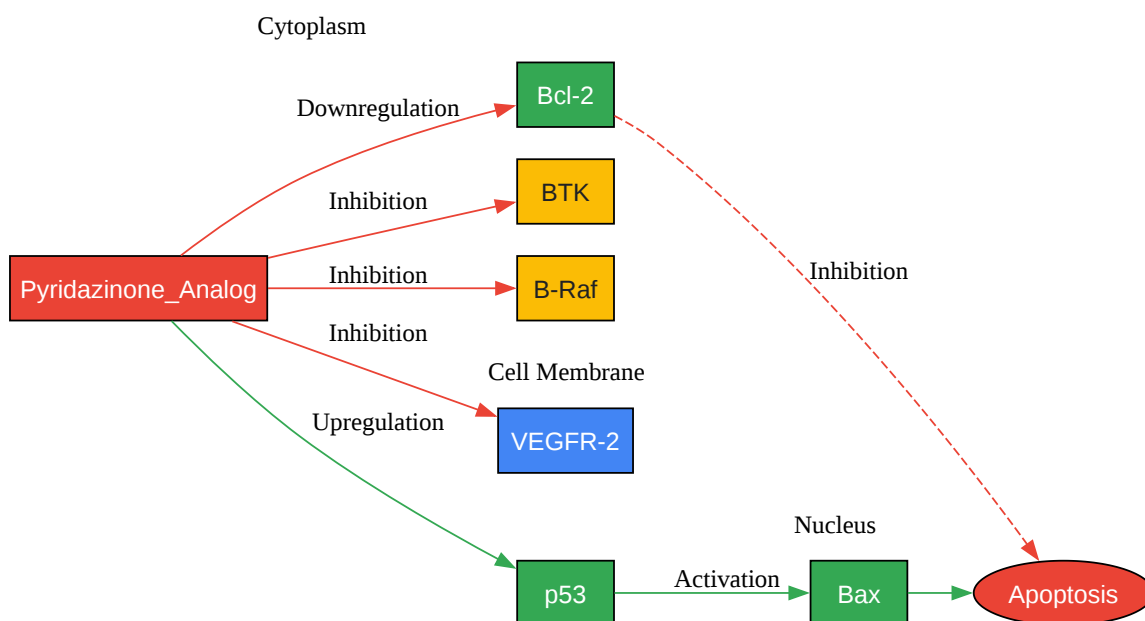 Cytoplasm
Bcl-2
Downregulation
BTK
Inhibition
Inhibition
Pyridazinone_Analog
Inhibition
B-Raf
Inhibition
Cell Membrane
Upregulation
VEGFR-2
Nucleus
Activation
p53
Bax
Apoptosis